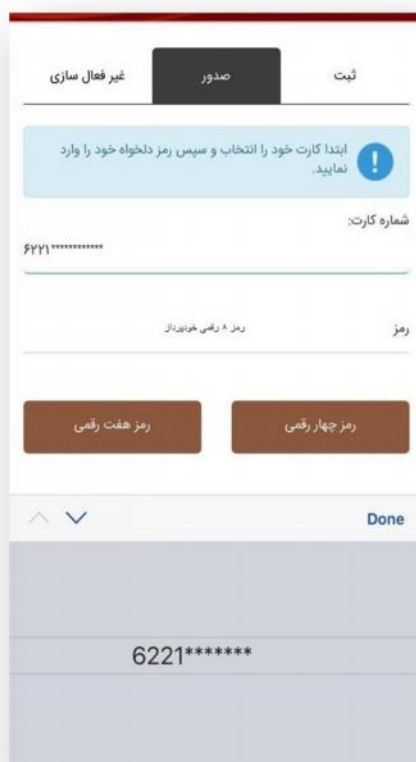 ثبت صدور غیر فعال سازی
ابتدا کارت خود را انتخاب و سپس رمز دلخواه خود را وارد
نمایید.
شماره کارت:
۶۲۲۱************
رمز رمز ۸ رقمی خودپرداز
رمز چهار رقمی رمز هفت رقمی
Done
6221*******